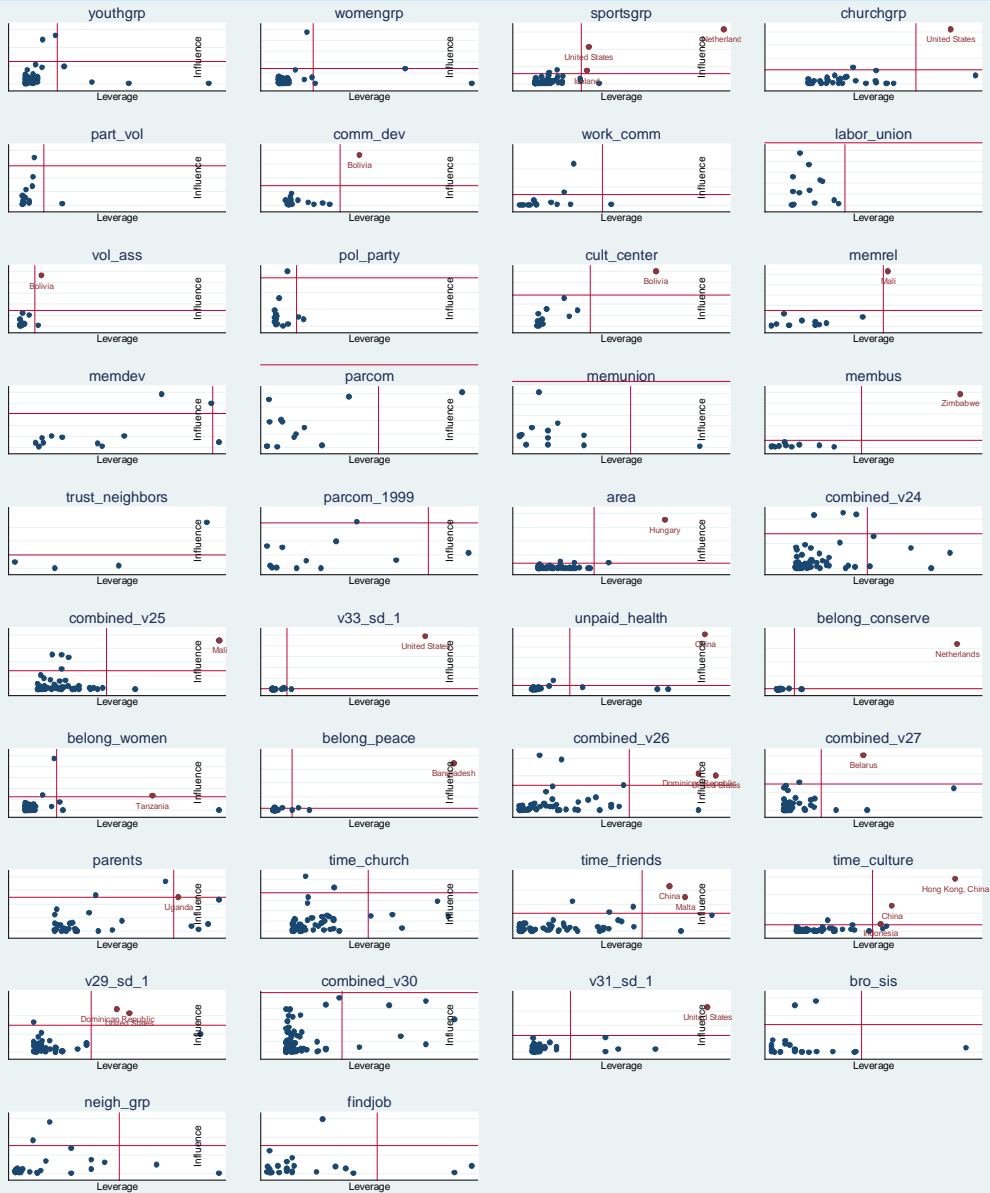 youthgrp
womengrp
sportsgrp
churchgrp
Influence
Netherland
United States
Iceland
Influence
United States
Leverage
Leverage
Leverage
Leverage
part_vol
comm_dev
work_comm
labor_union
Influence
Bolivia
Influence
Leverage
Leverage
Leverage
Leverage
vol_ass
pol_party
cult_center
memrel
Bolivia
Influence
Influence
Bolivia
Influence
Mali
Leverage
Leverage
Leverage
Leverage
memdev
parcom
memunion
membus
Influence
Influence
Influence
Zimbabwe
Leverage
Leverage
Leverage
Leverage
trust_neighbors
parcom_1999
area
combined_v24
Influence
Influence
Hungary
Influence
Leverage
Leverage
Leverage
Leverage
combined_v25
v33_sd_1
unpaid_health
belong_conserve
Influence
Mali
Influence
United States
Influence
China
Netherlands
Leverage
Leverage
Leverage
Leverage
belong_women
belong_peace
combined_v26
combined_v27
Tanzania
Influence
Bangladesh
Influence
Dominican Republic
United States
Influence
Belarus
Leverage
Leverage
Leverage
Leverage
parents
time_church
time_friends
time_culture
Uganda
Influence
Influence
China
Malta
Influence
Hong Kong, China
China
Indonesia
Leverage
Leverage
Leverage
Leverage
v29_sd_1
combined_v30
v31_sd_1
bro_sis
Dominican Republic
United States
Influence
Influence
United States
Influence
Leverage
Leverage
Leverage
Leverage
neigh_grp
findjob
Influence
Leverage
Leverage